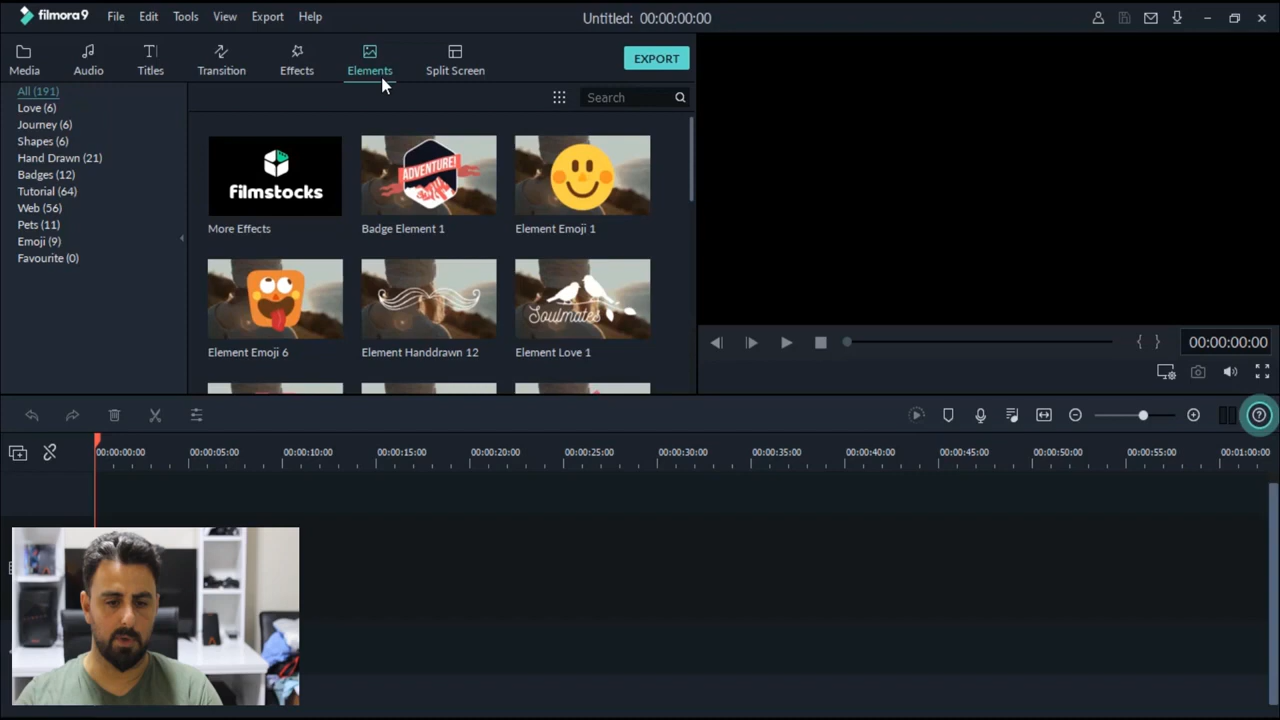 filmora9 File Edit Tools View Export Help Untitled: 00:00:00:00
Media Audio Titles Transition Effects Elements Split Screen EXPORT
All (191)
Love (6)
Journey (6)
Shapes (6)
Hand Drawn (21)
Badges (12)
Tutorial (64)
Web (56)
Pets (11)
Emoji (9)
Favourite (0)
Search
filmstocks
ADVENTURE!
More Effects Badge Element 1 Element Emoji 1
Soulmates
Element Emoji 6 Element Handdrawn 12 Element Love 1
00:00:00:00
00:00:00:00 00:00:05:00 00:00:10:00 00:00:15:00 00:00:20:00 00:00:25:00 00:00:30:00 00:00:35:00 00:00:40:00 00:00:45:00 00:00:50:00 00:00:55:00 00:01:00:00